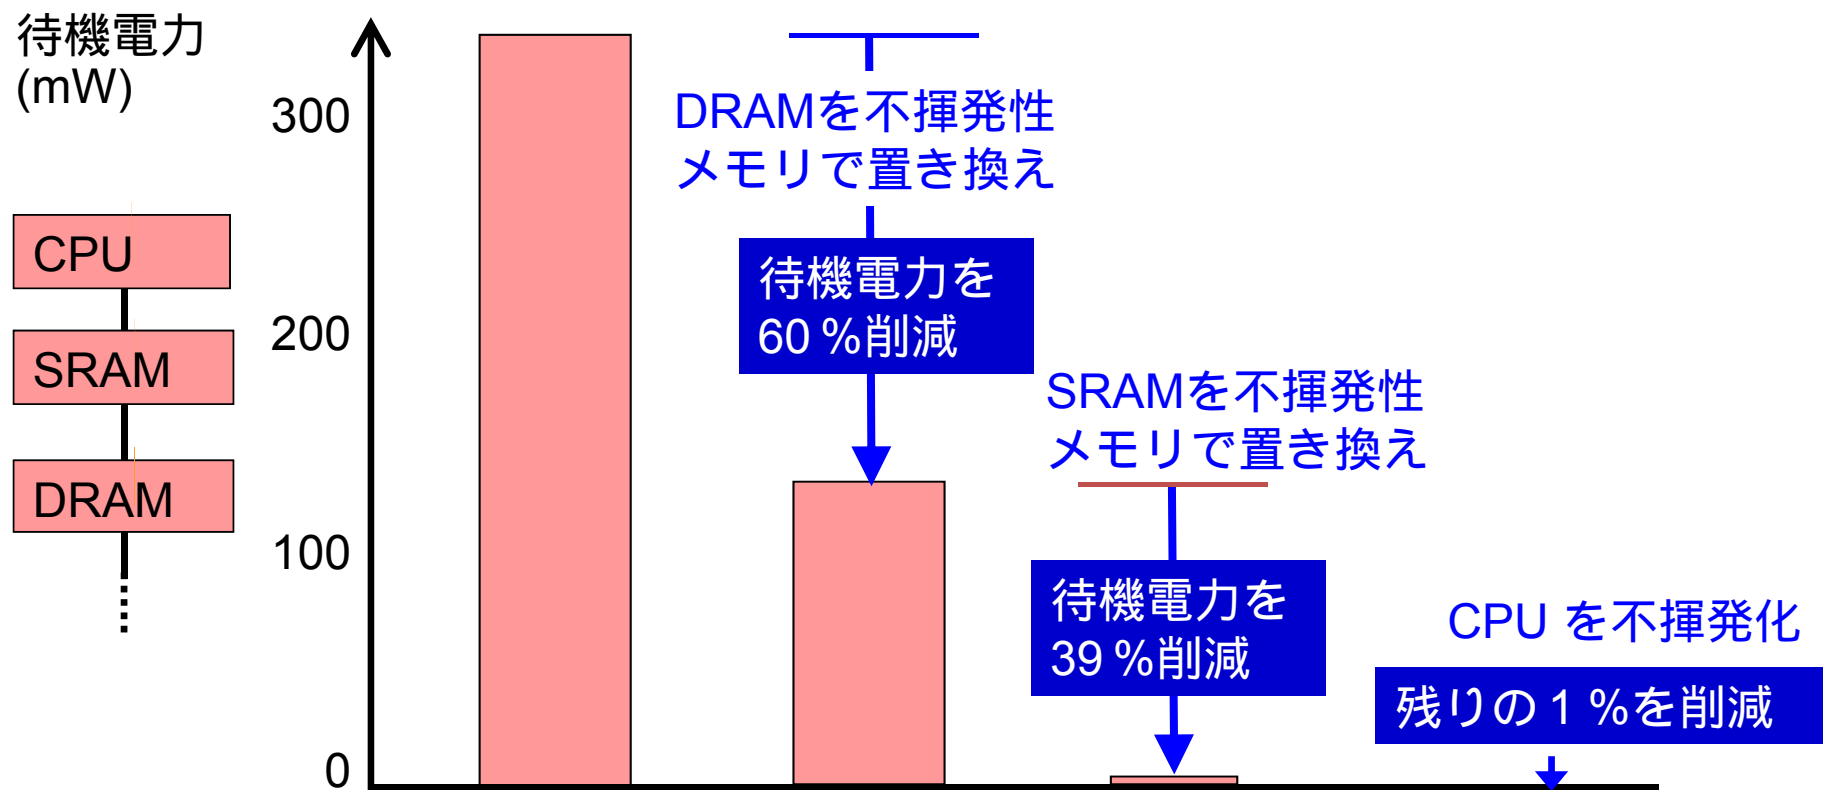 待機電力
(mW)
300
200
100
0
CPU
SRAM
DRAM
DRAMを不揮発性
メモリで置き換え
待機電力を
60 %削減
SRAMを不揮発性
メモリで置き換え
待機電力を
39 %削減
CPU を不揮発化
残りの 1 %を削減